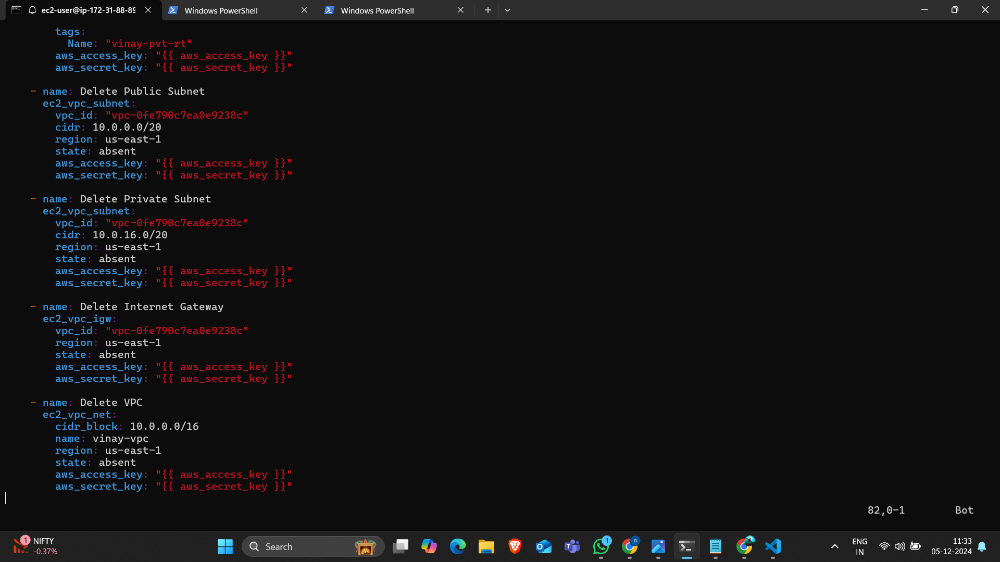 ec2-user@ip-172-31-88-89
Windows PowerShell
Windows PowerShell
tags:
Name: "vinay-pvt-rt"
aws_access_key: "{{ aws_access_key }}"
aws_secret_key: "{{ aws_secret_key }}"
- name: Delete Public Subnet
ec2_vpc_subnet:
vpc_id: "vpc-0fe790c7ea0e9238c"
cidr: 10.0.0.0/20
region: us-east-1
state: absent
aws_access_key: "{{ aws_access_key }}"
aws_secret_key: "{{ aws_secret_key }}"
- name: Delete Private Subnet
ec2_vpc_subnet:
vpc_id: "vpc-0fe790c7ea0e9238c"
cidr: 10.0.16.0/20
region: us-east-1
state: absent
aws_access_key: "{{ aws_access_key }}"
aws_secret_key: "{{ aws_secret_key }}"
- name: Delete Internet Gateway
ec2_vpc_igw:
vpc_id: "vpc-0fe790c7ea0e9238c"
region: us-east-1
state: absent
aws_access_key: "{{ aws_access_key }}"
aws_secret_key: "{{ aws_secret_key }}"
- name: Delete VPC
ec2_vpc_net:
cidr_block: 10.0.0.0/16
name: vinay-vpc
region: us-east-1
state: absent
aws_access_key: "{{ aws_access_key }}"
aws_secret_key: "{{ aws_secret_key }}"
82,0-1 Bot
1
NIFTY
-0.37%
Search
1
n
ENG
IN
11:33
05-12-2024